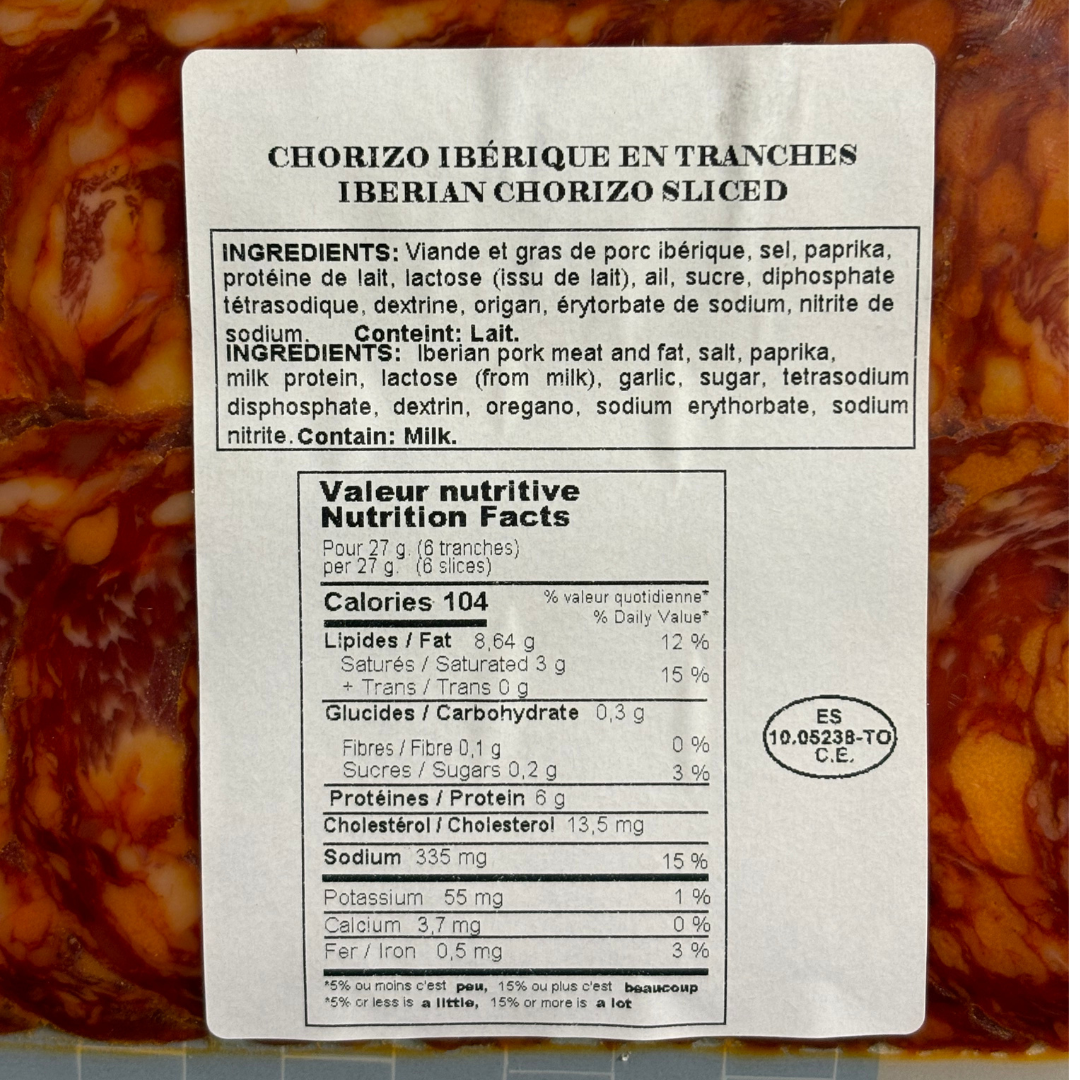 CHORIZO IBÉRIQUE EN TRANCHES
IBERIAN CHORIZO SLICED
INGREDIENTS: Viande et gras de porc ibérique, sel, paprika,
protéine de lait, lactose (issu de lait), ail, sucre, diphosphate
tétrasodique, dextrine, origan, érytorbate de sodium, nitrite de
sodium. Conteint: Lait.
INGREDIENTS: Iberian pork meat and fat, salt, paprika,
milk protein, lactose (from milk), garlic, sugar, tetrasodium
disphosphate, dextrin, oregano, sodium erythorbate, sodium
nitrite. Contain: Milk.
Valeur nutritive
Nutrition Facts
Pour 27 g. (6 tranches)
per 27 g. (6 slices)
Calories 104 % valeur quotidienne*
% Daily Value*
Lipides / Fat 8,64 g 12 %
Saturés / Saturated 3 g
+ Trans / Trans 0 g 15 %
Glucides / Carbohydrate 0,3 g
Fibres / Fibre 0,1 g 0 %
Sucres / Sugars 0,2 g 3 %
Protéines / Protein 6 g
Cholestérol / Cholesterol 13,5 mg
Sodium 335 mg 15 %
Potassium 55 mg 1 %
Calcium 3,7 mg 0 %
Fer / Iron 0,5 mg 3 %
*5% ou moins c'est peu, 15% ou plus c'est beaucoup
*5% or less is a little, 15% or more is a lot
ES
10.05238-TO
C.E.